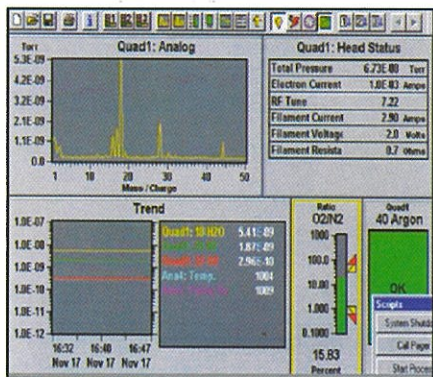 Torr
Quad1: Analog
5.3E-09
4.2E-09
3.2E-09
2.1E-09
1.1E-09
0.0
1 10 20 30 40 50
Mass / Charge
Quad1: Head Status
Total Pressure 6.73E-08 Torr
Electron Current 1.0E-03 Amps
RF Tune 7.22
Filament Current 2.90 Amps
Filament Voltage 2.0 Volts
Filament Resista 0.7 Ohms
Trend
1.0E-07
1.0E-08
1.0E-09
1.0E-10
1.0E-11
1.0E-12
16:32 16:40 16:47
Nov 17 Nov 17 Nov 17
Quad1: 18 H2O 5.41E-09
1.87E-09
2.96E-10
Anal: Temp. 1004
1009
Ratio
O2/N2
1000
100.0
10.00
1.000
0.1000
15.83
Percent
Quad1
40 Argon
OK
Scripts
System Shutdo
Call Pager
Start Proces